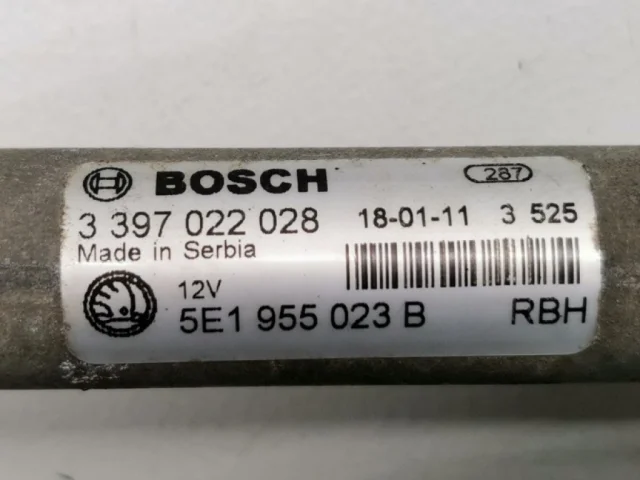 BOSCH 287
3 397 022 028 18-01-11 3 525
Made in Serbia
12V
5E1 955 023 B RBH